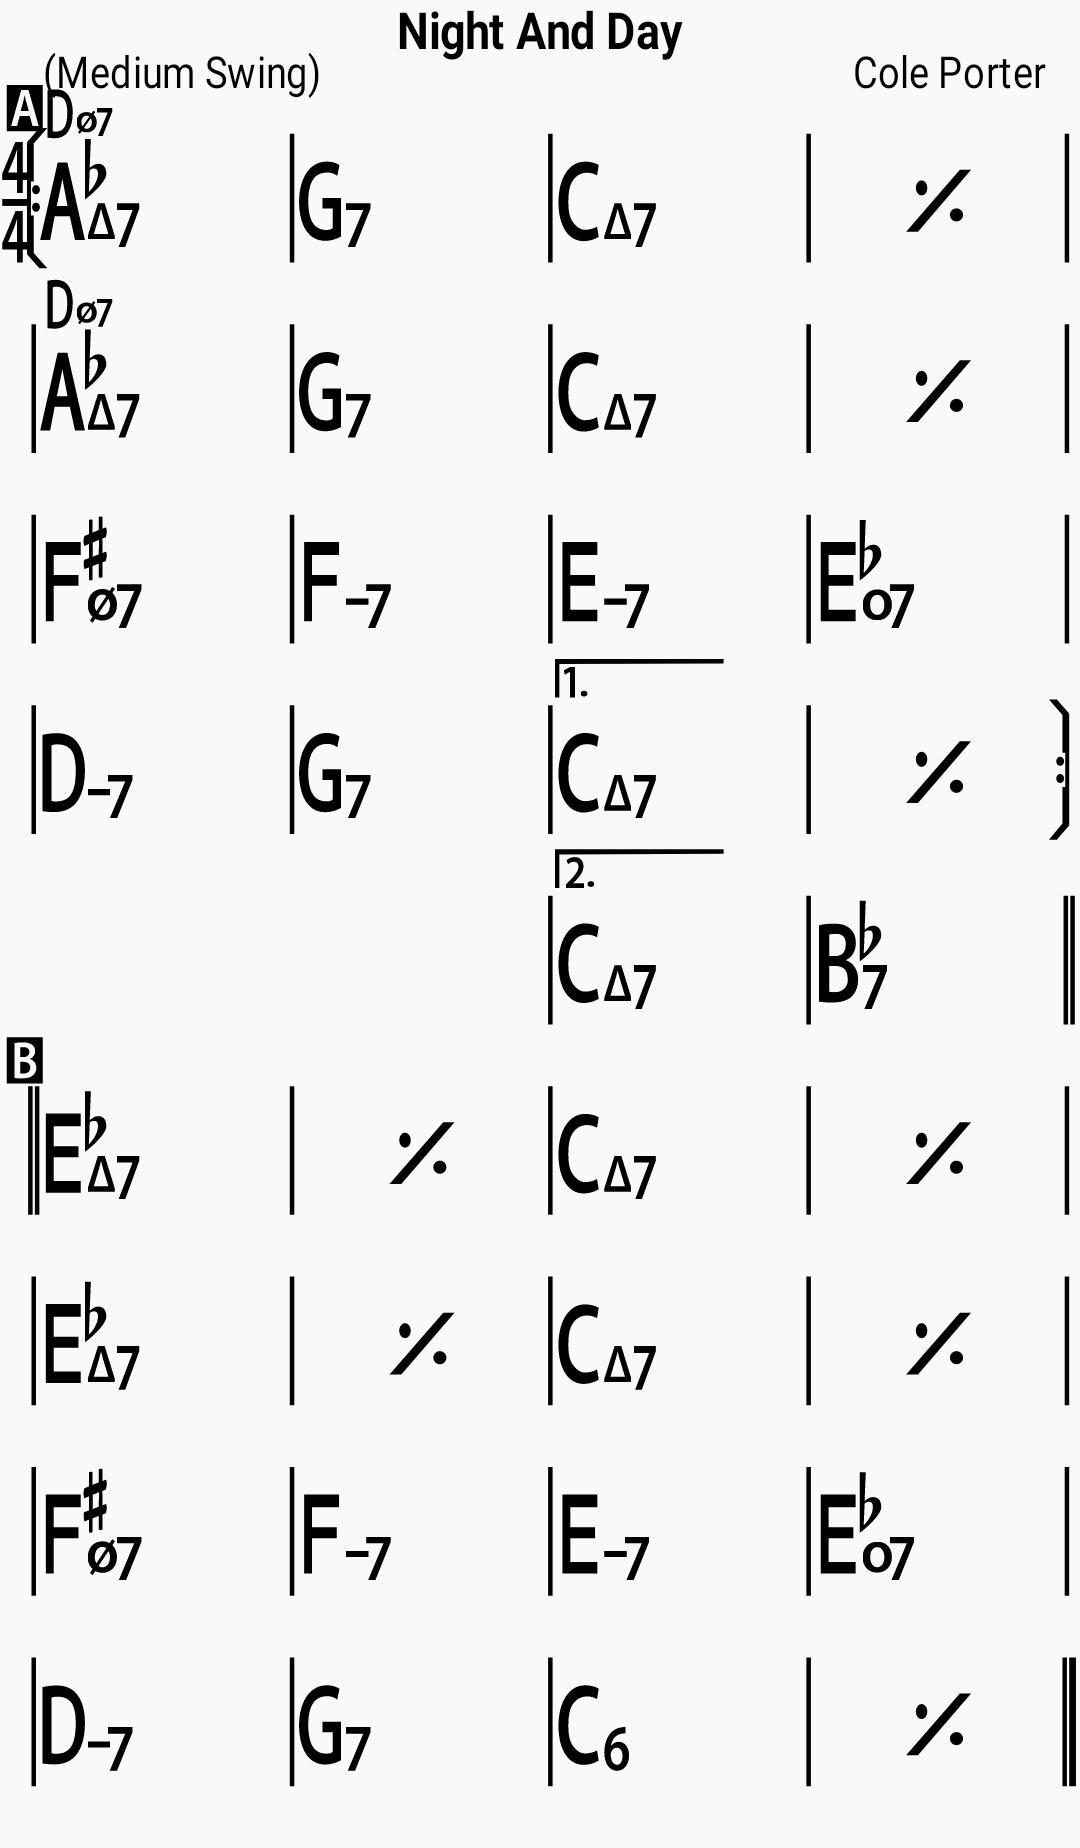 Night And Day
(Medium Swing) Cole Porter
A Dø7
4/4 A♭Δ7 G7 CΔ7 𝄎
Dø7
A♭Δ7 G7 CΔ7 𝄎
F♯ø7 F–7 E–7 E♭o7
1.
D–7 G7 CΔ7 𝄎
2.
CΔ7 B♭7
B
E♭Δ7 𝄎 CΔ7 𝄎
E♭Δ7 𝄎 CΔ7 𝄎
F♯ø7 F–7 E–7 E♭o7
D–7 G7 C6 𝄎